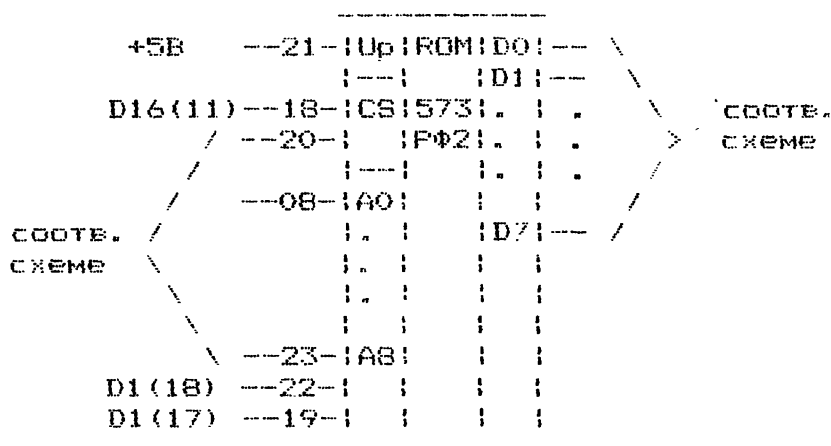 +5В --21-|Up|ROM|D0|--
|--| |D1|--
D16(11)--18-|CS|573|. | . соотв.
--20-| |РФ2|. | . схеме
|--| |. | .
--08-|A0|
соотв. |. | |D7|--
схеме |. |
|. |
--23-|A8| | |
D1(18) --22-| | | |
D1(17) --19-| | | |